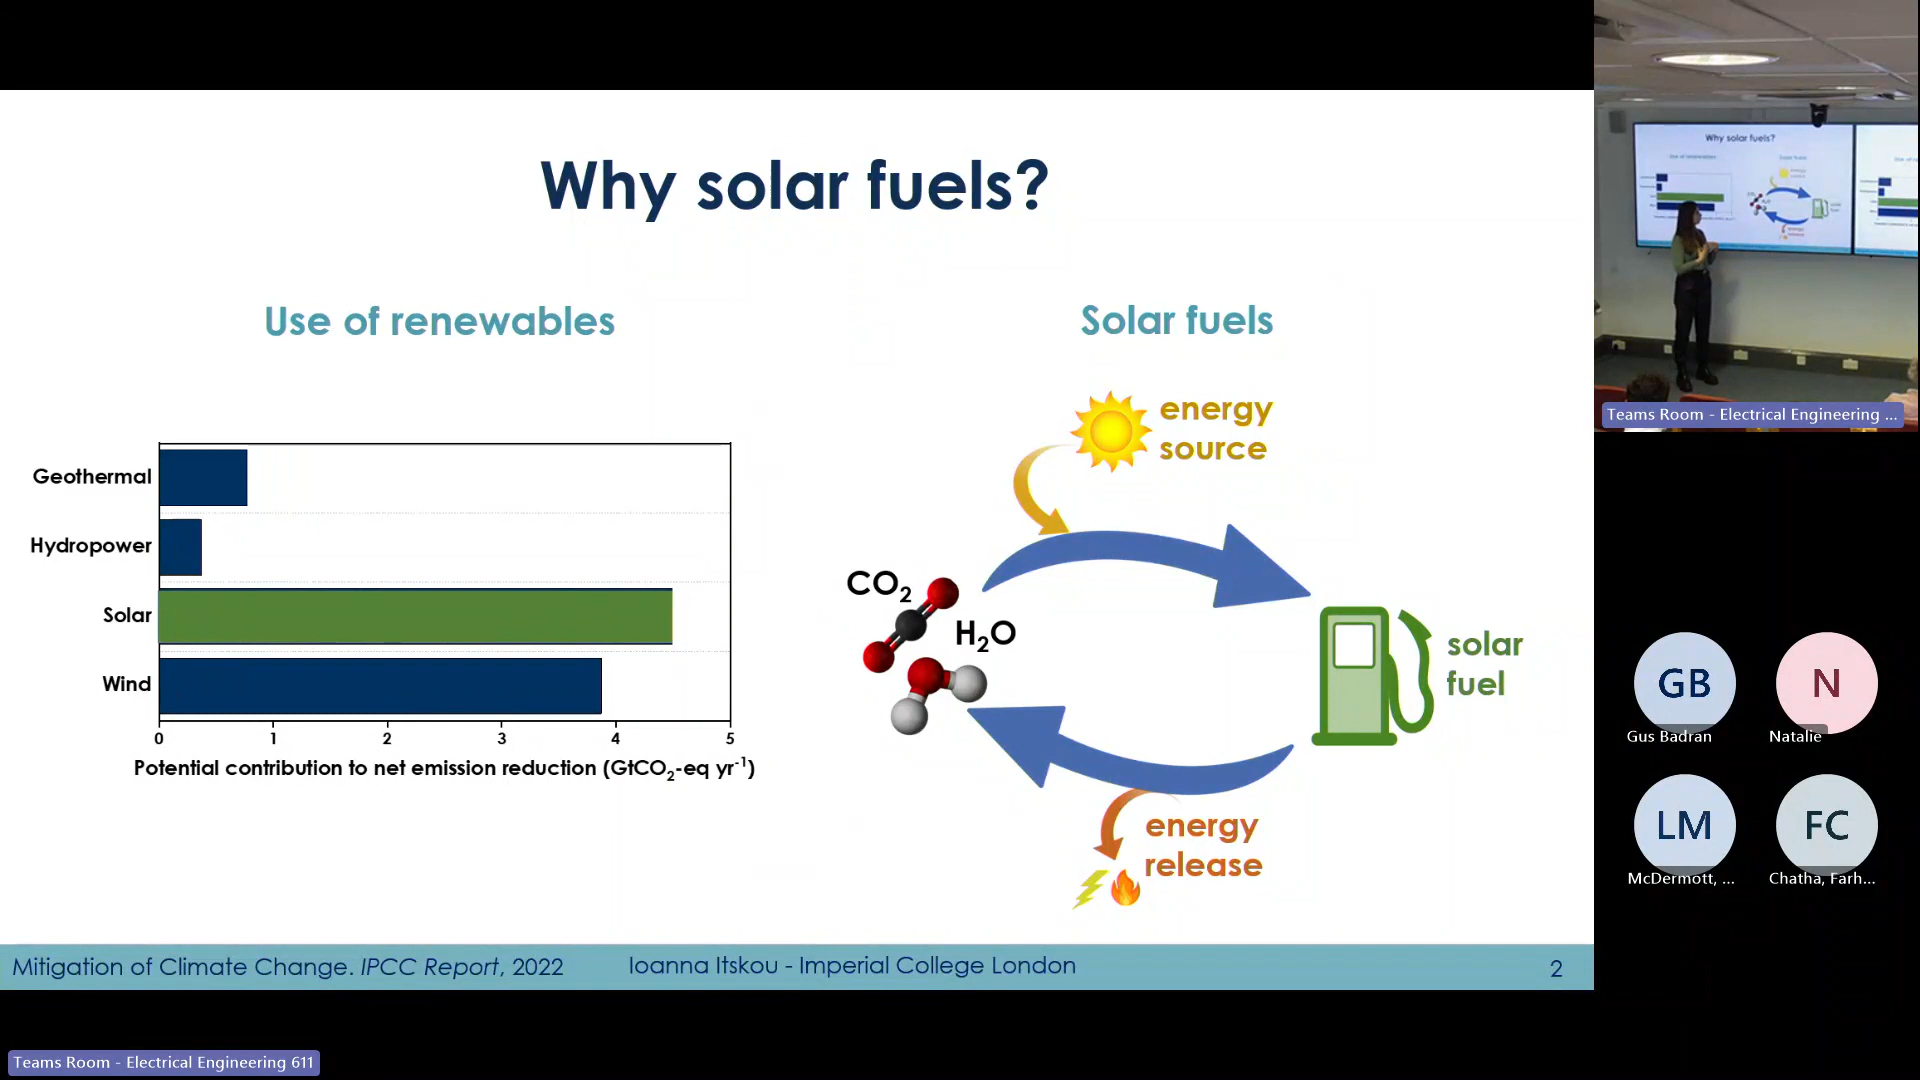 Why solar fuels?
Use of renewables
Geothermal
Hydropower
Solar
Wind
0 1 2 3 4 5
Potential contribution to net emission reduction (GtCO₂-eq yr⁻¹)
Solar fuels
energy
source
CO₂
H₂O
solar
fuel
energy
release
Mitigation of Climate Change. IPCC Report, 2022
Ioanna Itskou - Imperial College London
2
Why solar fuels?
Teams Room - Electrical Engineering ...
GB
Gus Badran
N
Natalie
LM
McDermott, ...
FC
Chatha, Farh...
Teams Room - Electrical Engineering 611